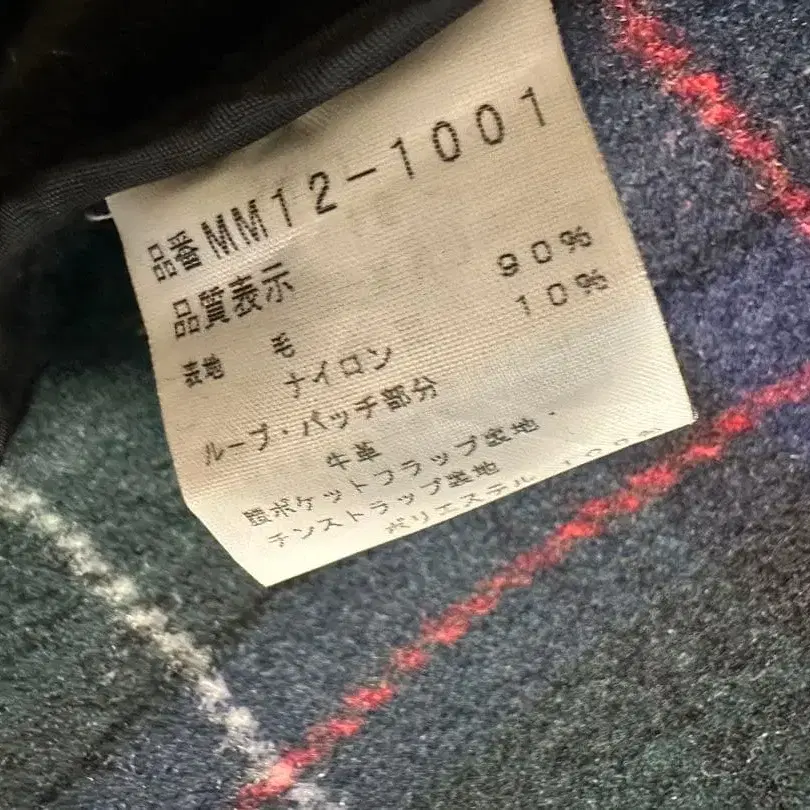 品番 MM12-1001
品質表示
表地 毛 90%
ナイロン 10%
ループ・パッチ部分
牛革
腰ポケットフラップ裏地・
チンストラップ裏地
ポリエステル 100%